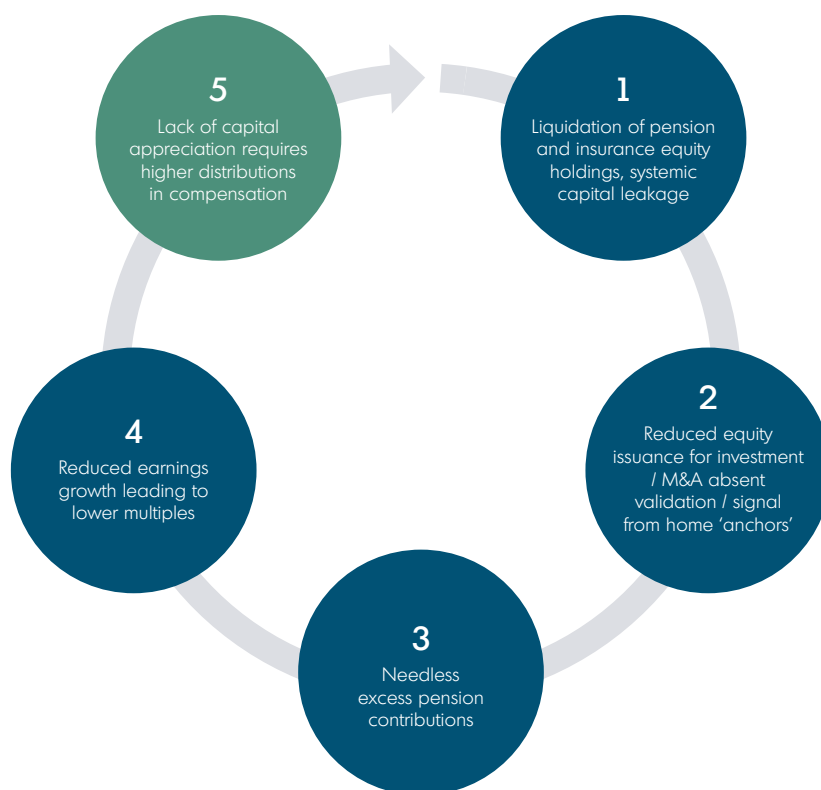 1
Liquidation of pension
and insurance equity
holdings, systemic
capital leakage
2
Reduced equity
issuance for investment
/ M&A absent
validation / signal
from home ‘anchors’
3
Needless
excess pension
contributions
4
Reduced earnings
growth leading to
lower multiples
5
Lack of capital
appreciation requires
higher distributions
in compensation